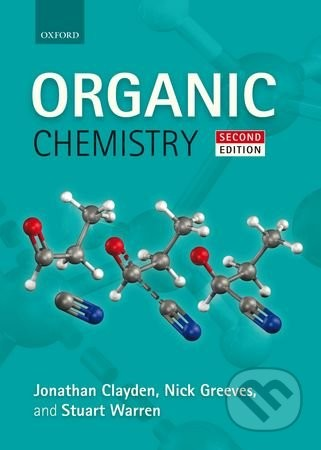 OXFORD
ORGANIC
CHEMISTRY
SECOND
EDITION
Jonathan Clayden, Nick Greeves,
and Stuart Warren